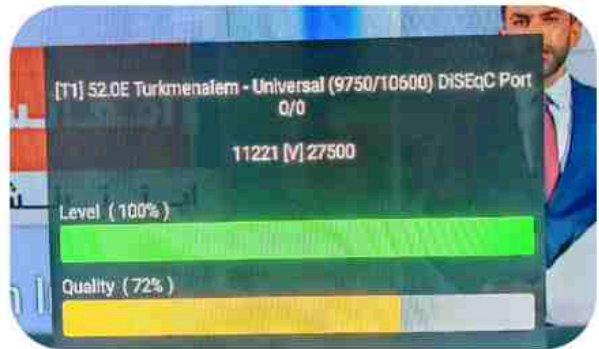 [T1] 52.0E Turkmenalem - Universal (9750/10600) DiSEqC Port
0/0
11221 [V] 27500
Level ( 100% )
Quality ( 72% )